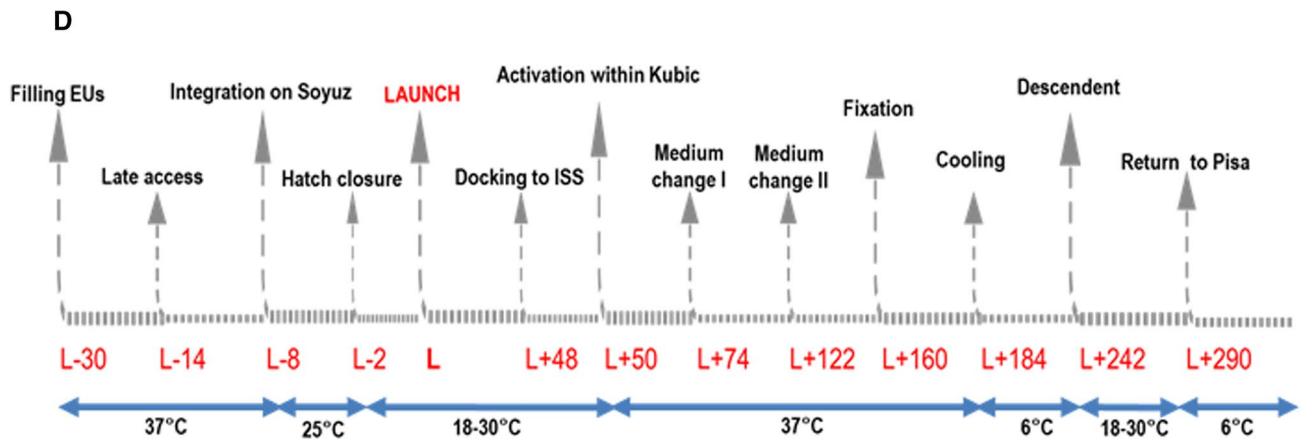 D
Activation within Kubic
Filling EUs
Integration on Soyuz
LAUNCH
Descendent
Fixation
Late access
Hatch closure
Docking to ISS
Medium
change I
Medium
change II
Cooling
Return to Pisa
L-30 L-14 L-8 L-2 L L+48 L+50 L+74 L+122 L+160 L+184 L+242 L+290
37°C 25°C 18-30°C 37°C 6°C 18-30°C 6°C